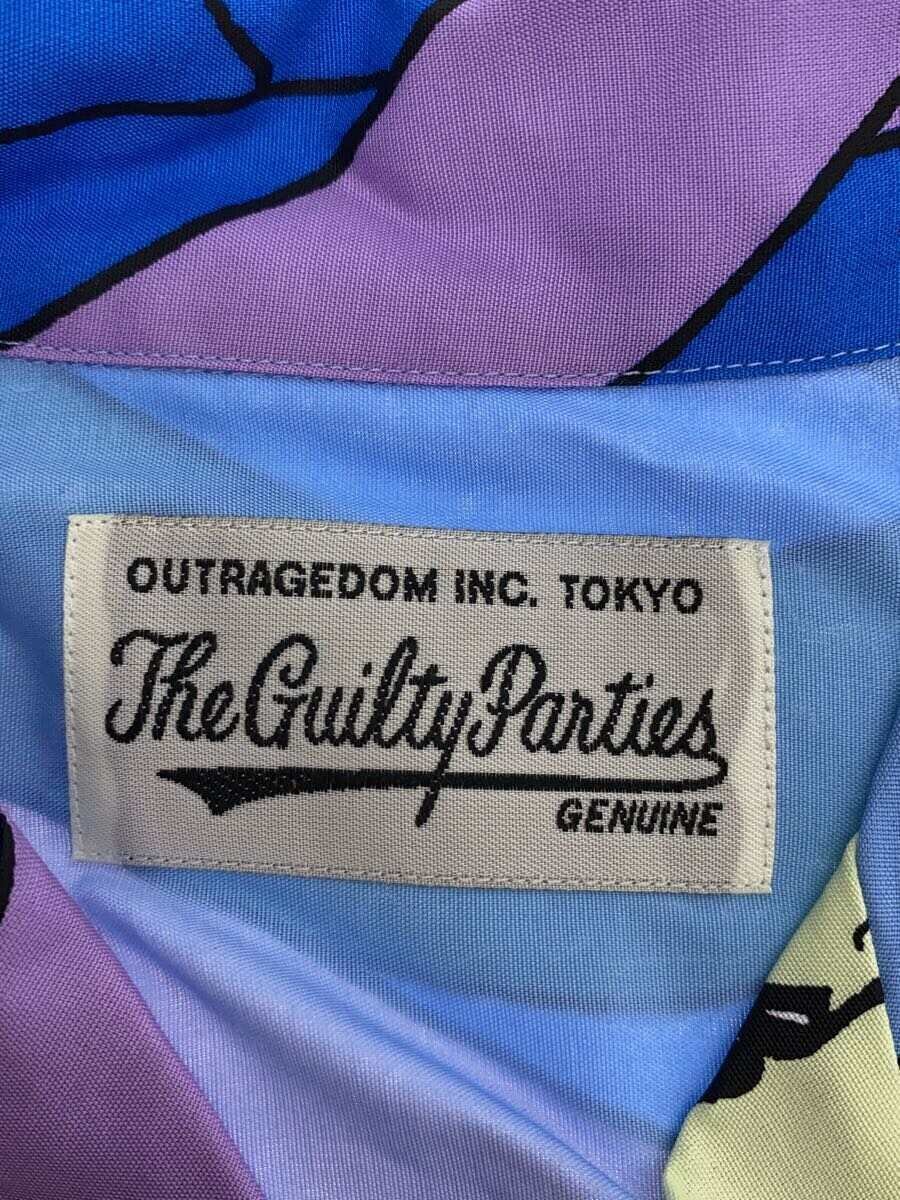 OUTRAGEDOM INC. TOKYO
The Guilty Parties
GENUINE